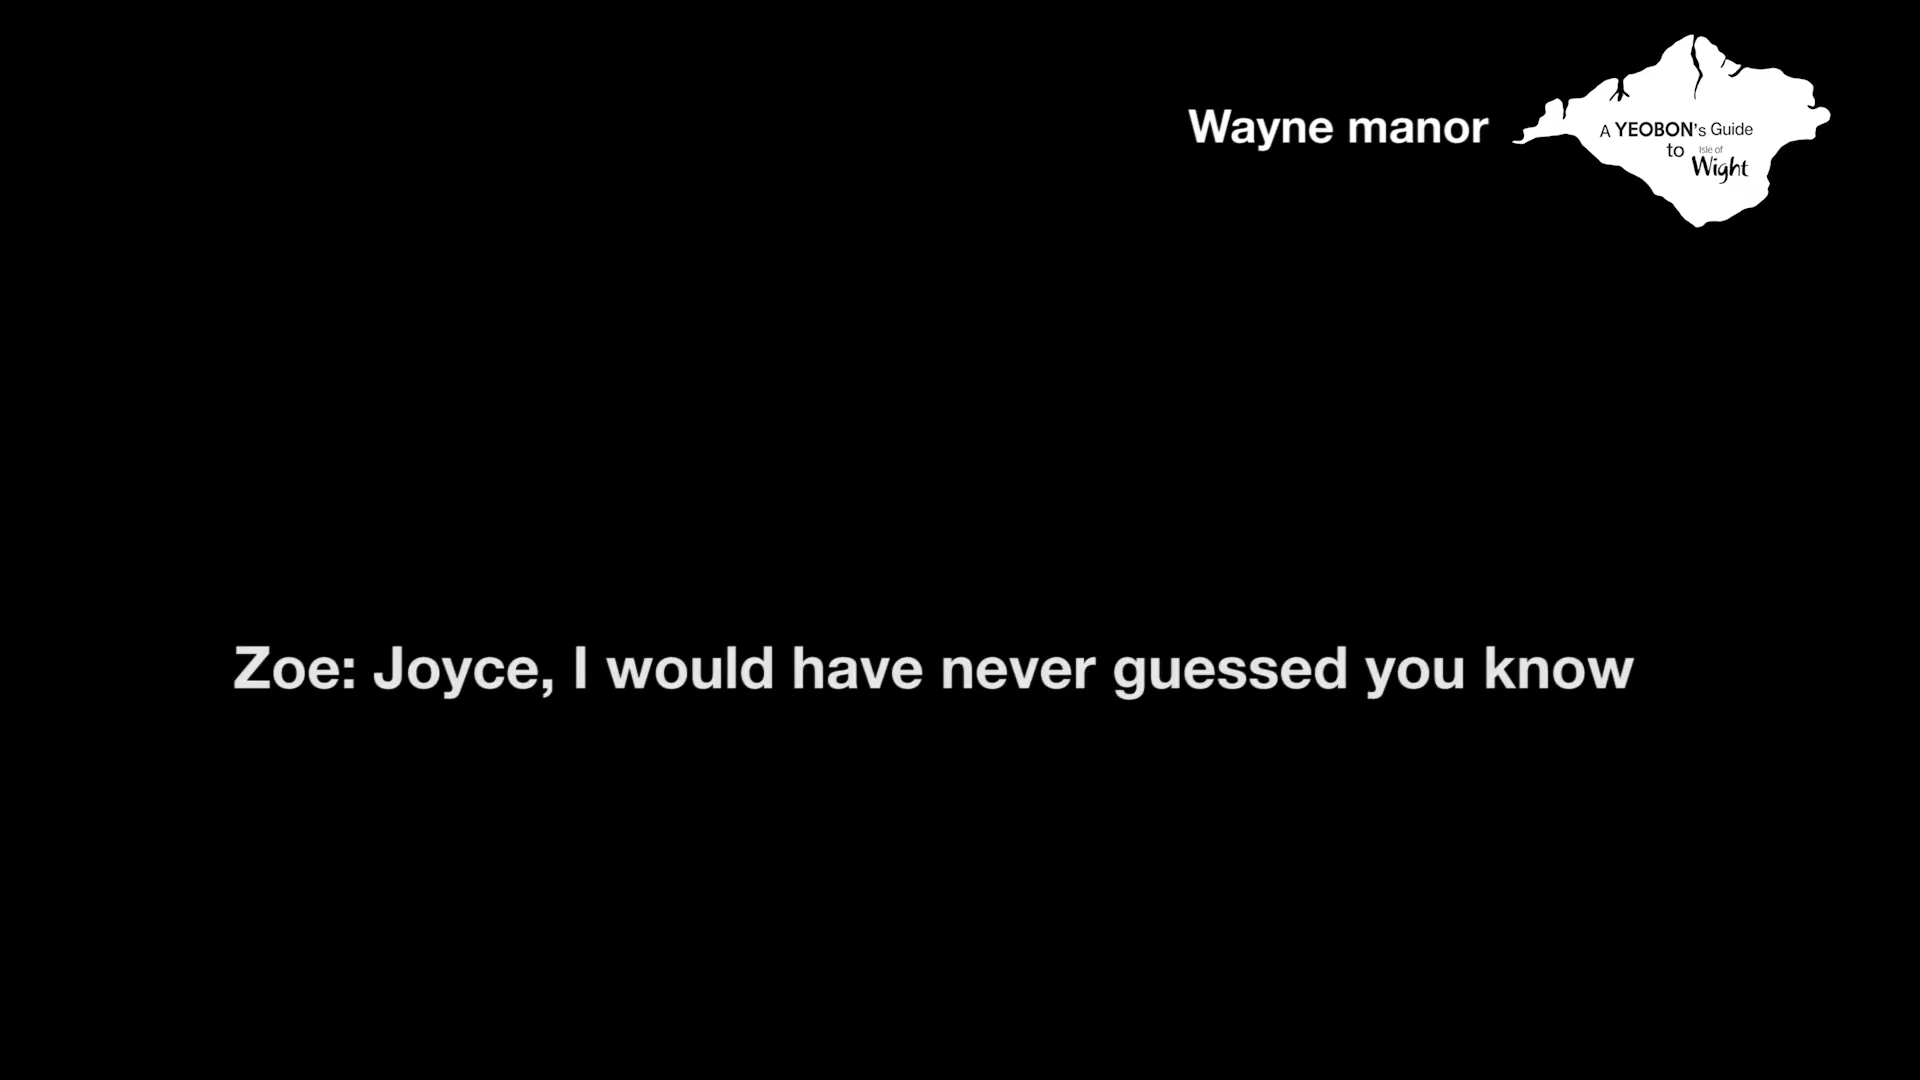 Wayne manor
A YEOBON's Guide
to Isle of
Wight
Zoe: Joyce, I would have never guessed you know